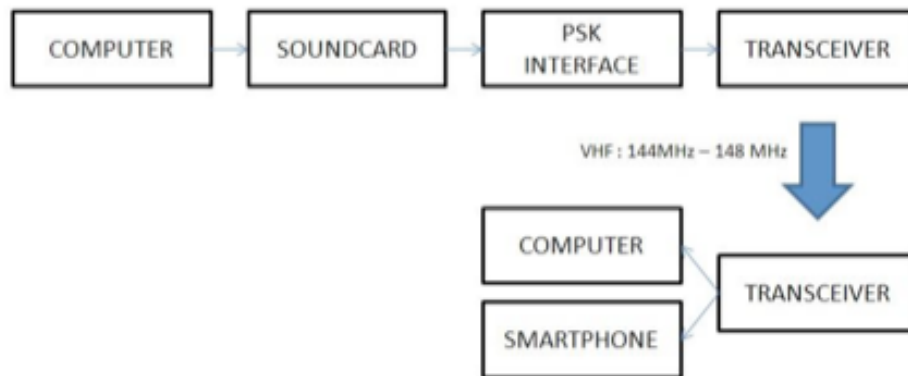 COMPUTER
SOUNDCARD
PSK
INTERFACE
TRANSCEIVER
VHF : 144MHz – 148 MHz
COMPUTER
TRANSCEIVER
SMARTPHONE